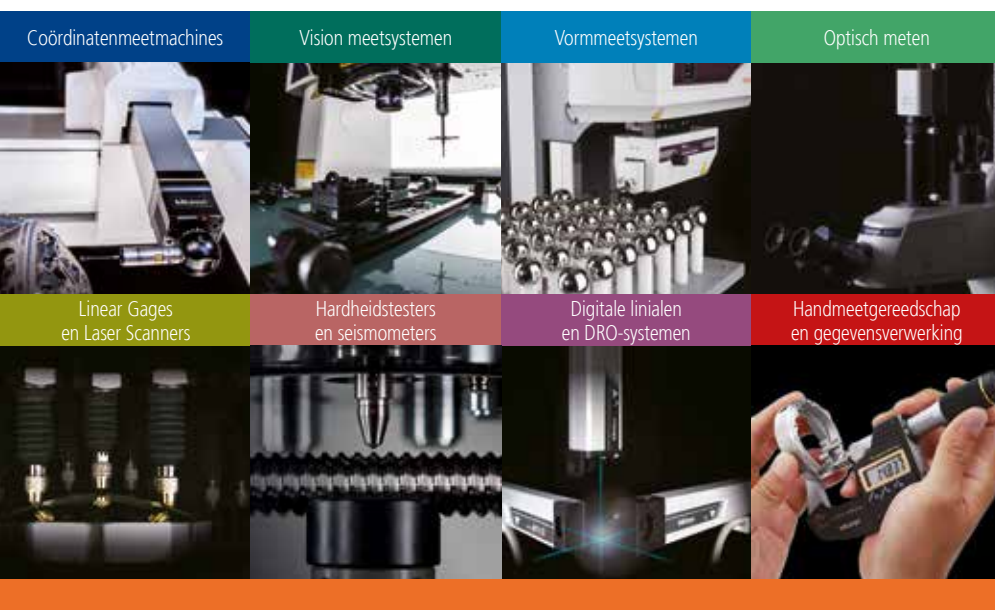 Coördinatenmeetmachines
Vision meetsystemen
Vormmeetsystemen
Optisch meten
Linear Gages
en Laser Scanners
Hardheidstesters
en seismometers
Digitale linialen
en DRO-systemen
Handmeetgereedschap
en gegevensverwerking